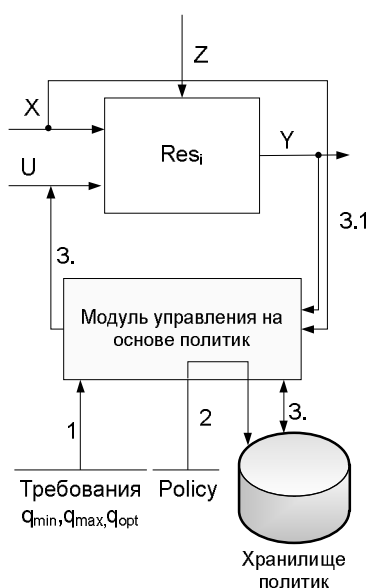 Z
X
Resi
Y
U
3.1
3.
Модуль управления на
основе политик
1
2
3.
Требования
qmin,qmax,qopt
Policy
Хранилище
политик